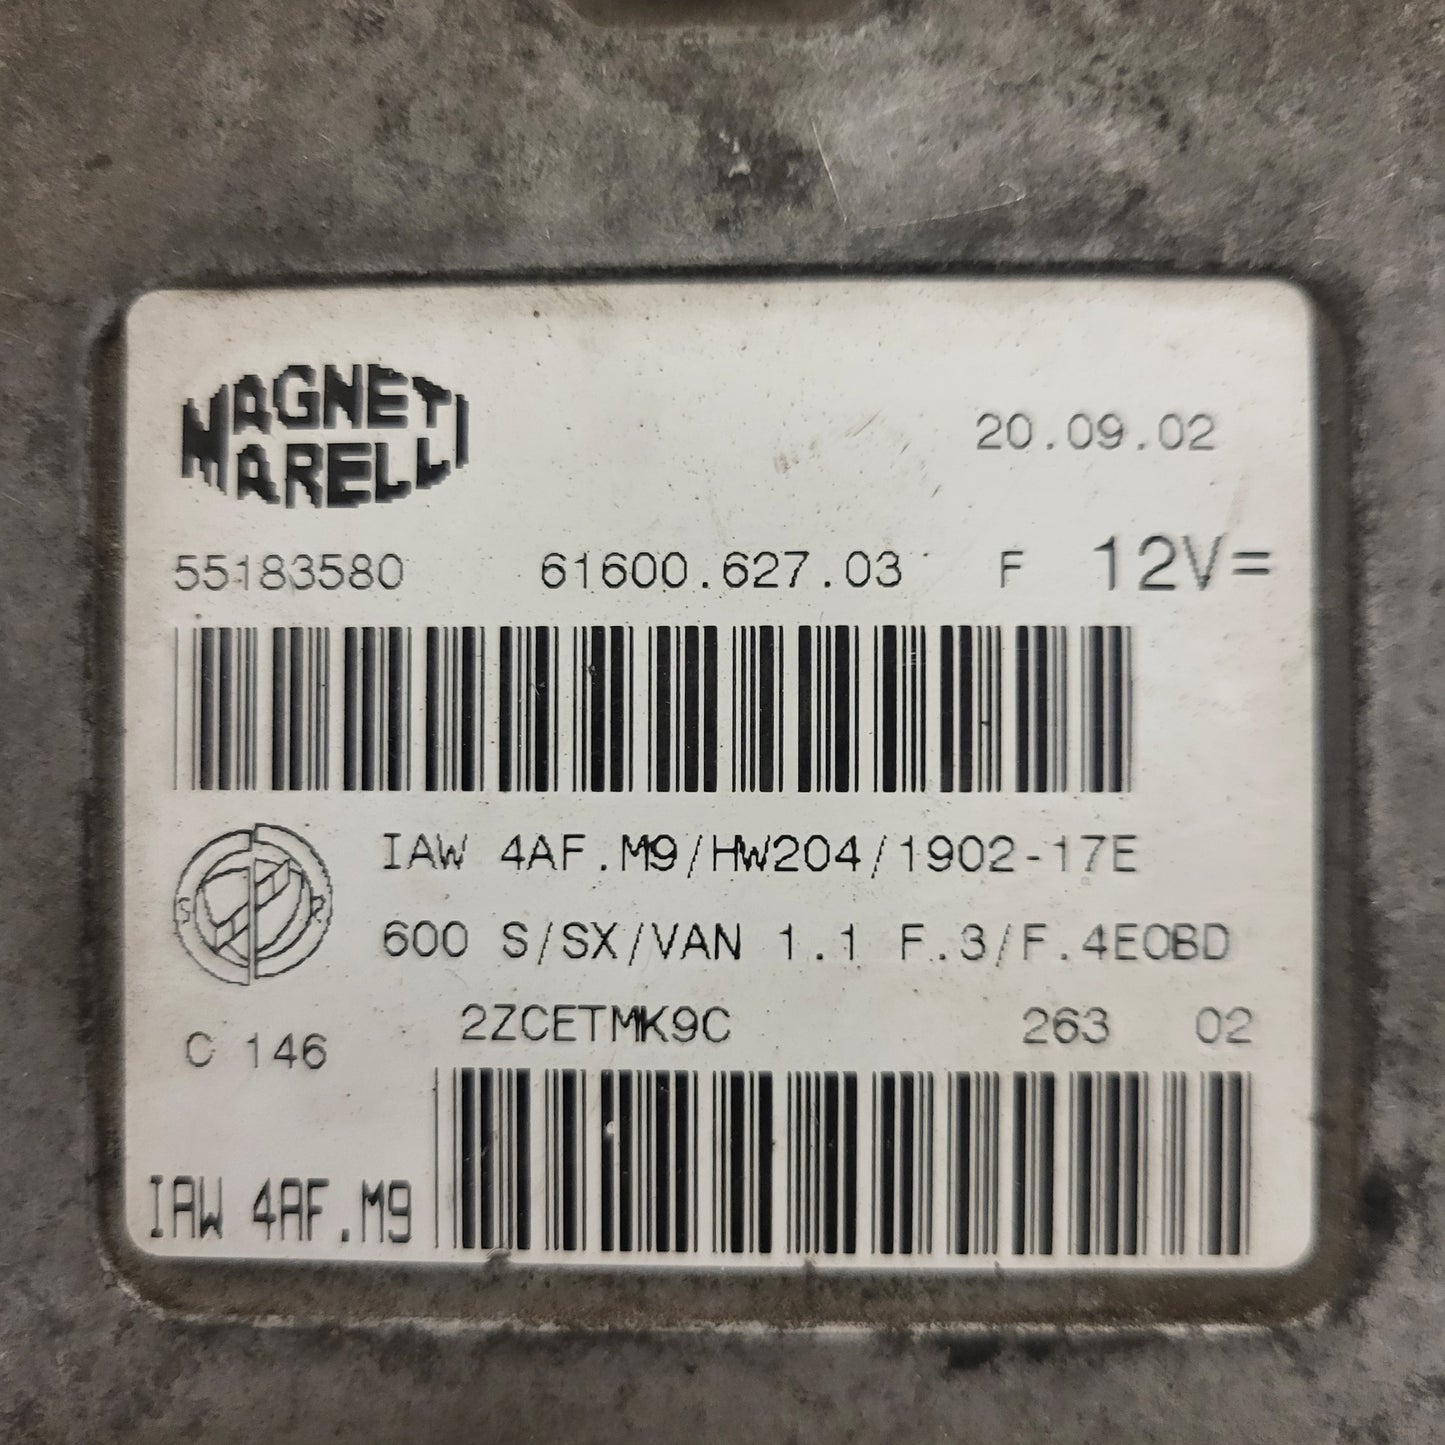 MAGNETI
MARELLI
20.09.02
55183580 61600.627.03 F 12V=
IAW 4AF.M9/HW204/1902-17E
S R
600 S/SX/VAN 1.1 F.3/F.4EOBD
2ZCETMK9C 263 02
C 146
IAW 4AF.M9